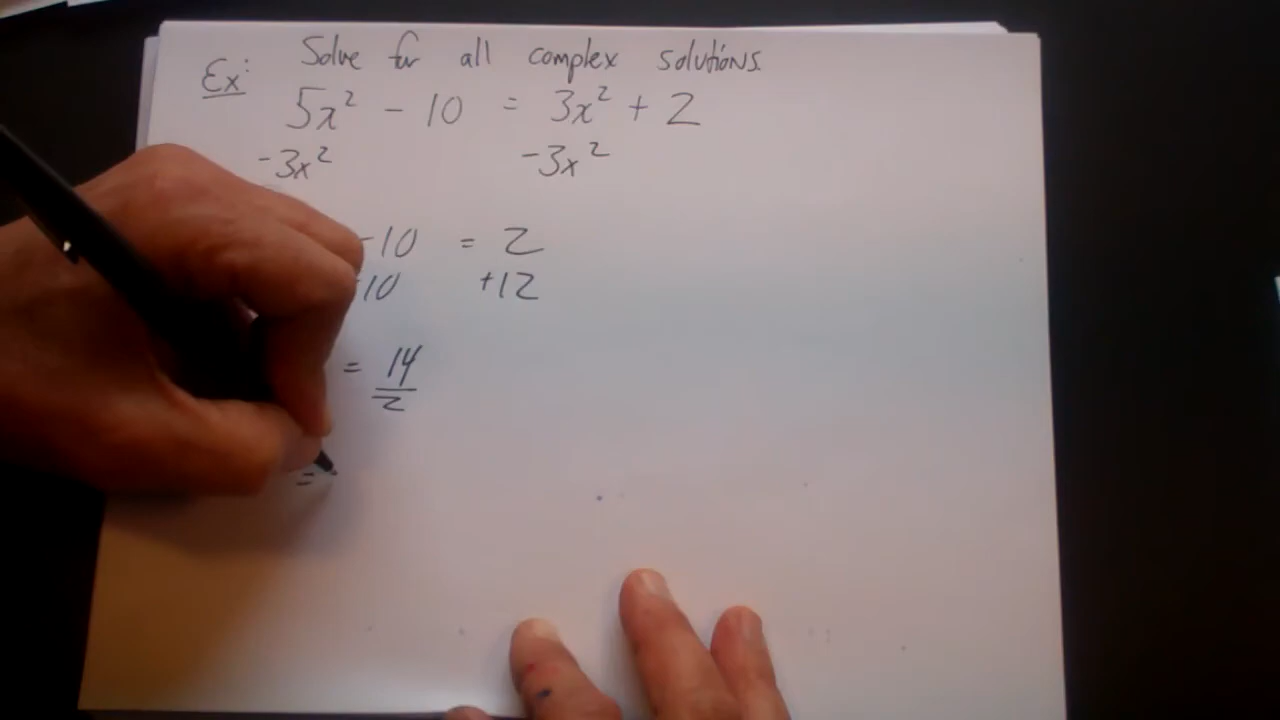 Ex: Solve for all complex solutions.
5x² - 10 = 3x² + 2
-3x² -3x²
-10 = 2
10 +12
= 14/2
=